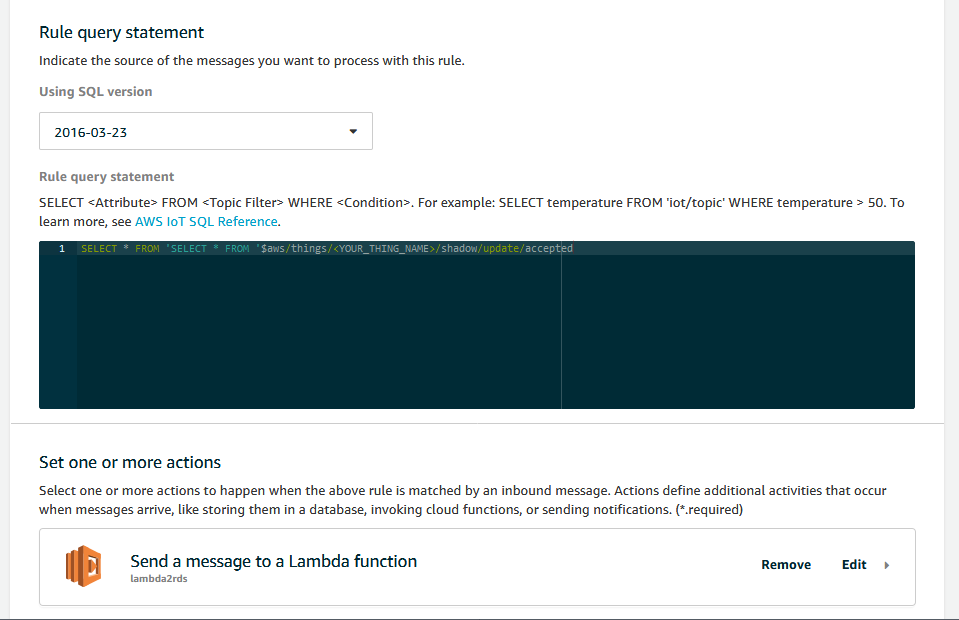 Rule query statement
Indicate the source of the messages you want to process with this rule.
Using SQL version
2016-03-23
Rule query statement
SELECT <Attribute> FROM <Topic Filter> WHERE <Condition>. For example: SELECT temperature FROM 'iot/topic' WHERE temperature > 50. To
learn more, see AWS IoT SQL Reference.
1 SELECT * FROM 'SELECT * FROM '$aws/things/<YOUR_THING_NAME>/shadow/update/accepted
Set one or more actions
Select one or more actions to happen when the above rule is matched by an inbound message. Actions define additional activities that occur
when messages arrive, like storing them in a database, invoking cloud functions, or sending notifications. (*.required)
Send a message to a Lambda function
lambda2rds
Remove Edit